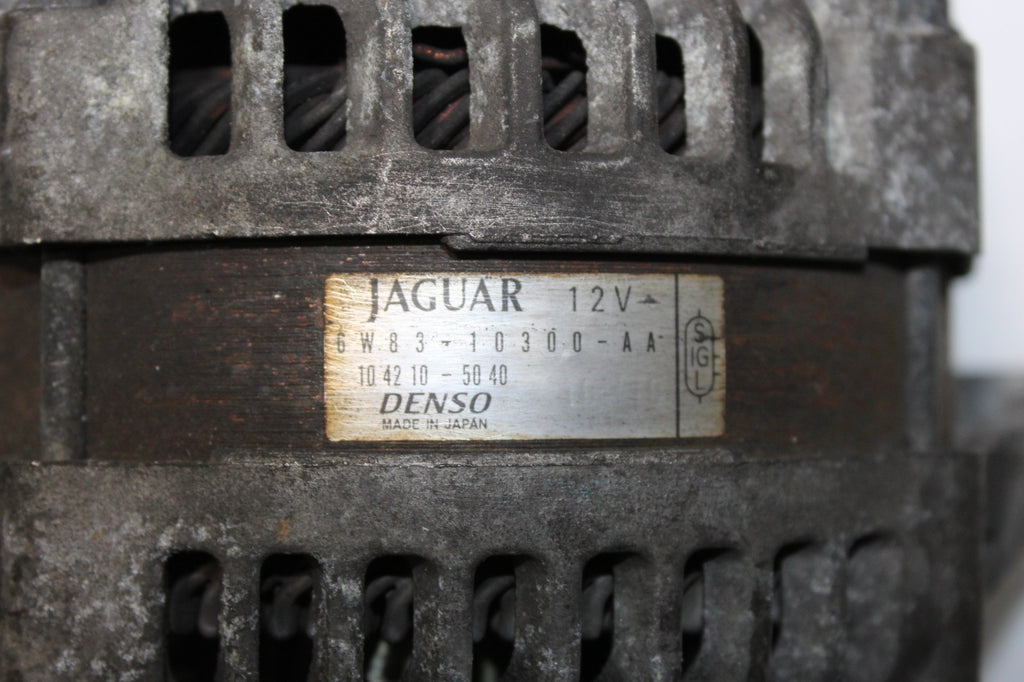 JAGUAR 12V
6W83-10300-AA
104210-5040
DENSO
MADE IN JAPAN
S
IG
L